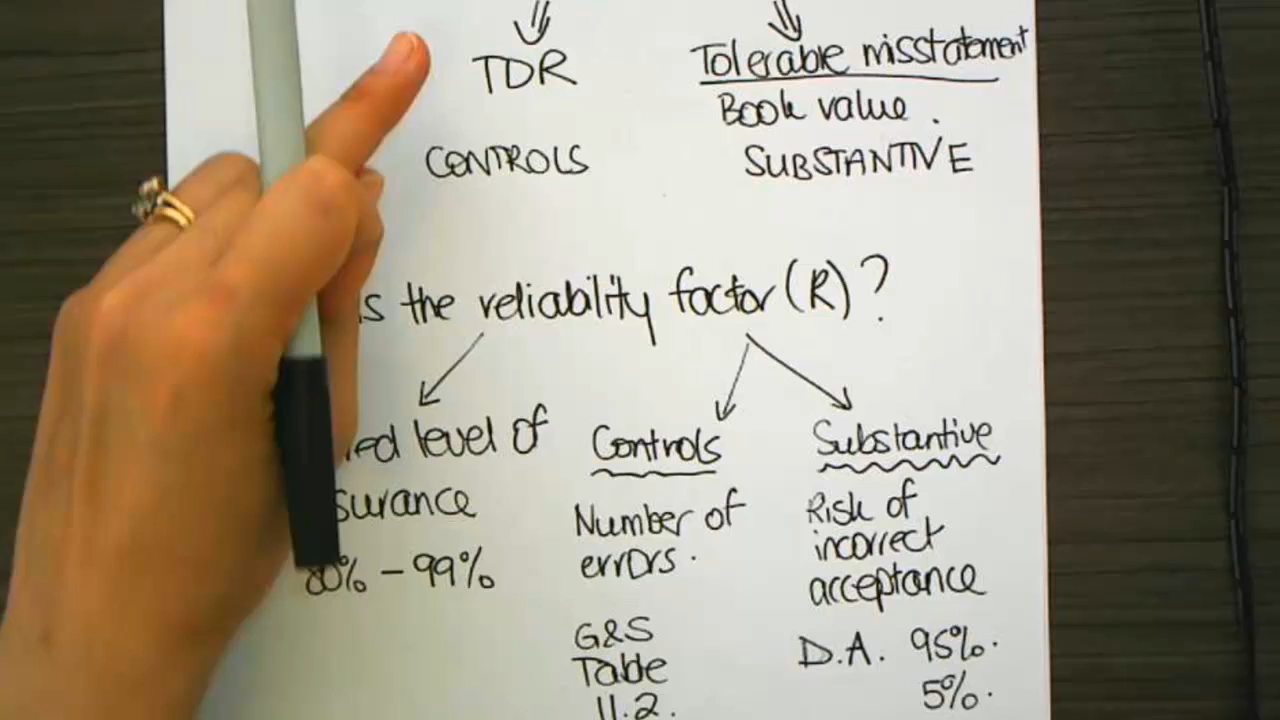 TDR
Tolerable misstatement
Book value.
CONTROLS
SUBSTANTIVE
is the reliability factor (R)?
level of
Controls
Number of
errors.
G&S
Table
11.2.
Substantive
Risk of
incorrect
acceptance
D.A. 95%.
5%.
80% – 99%